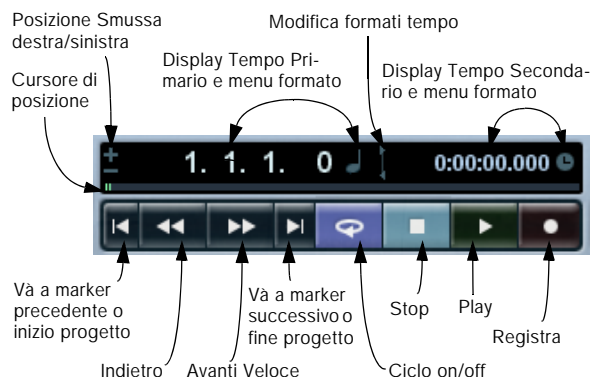 Posizione Smussa
destra/sinistra
Modifica formati tempo
Display Tempo Pri-
mario e menu formato
Display Tempo Seconda-
rio e menu formato
Cursore di
posizione
1. 1. 1. 0
0:00:00.000
Và a marker
precedente o
inizio progetto
Và a marker
successivo o
fine progetto
Stop
Play
Registra
Indietro
Avanti Veloce
Ciclo on/off